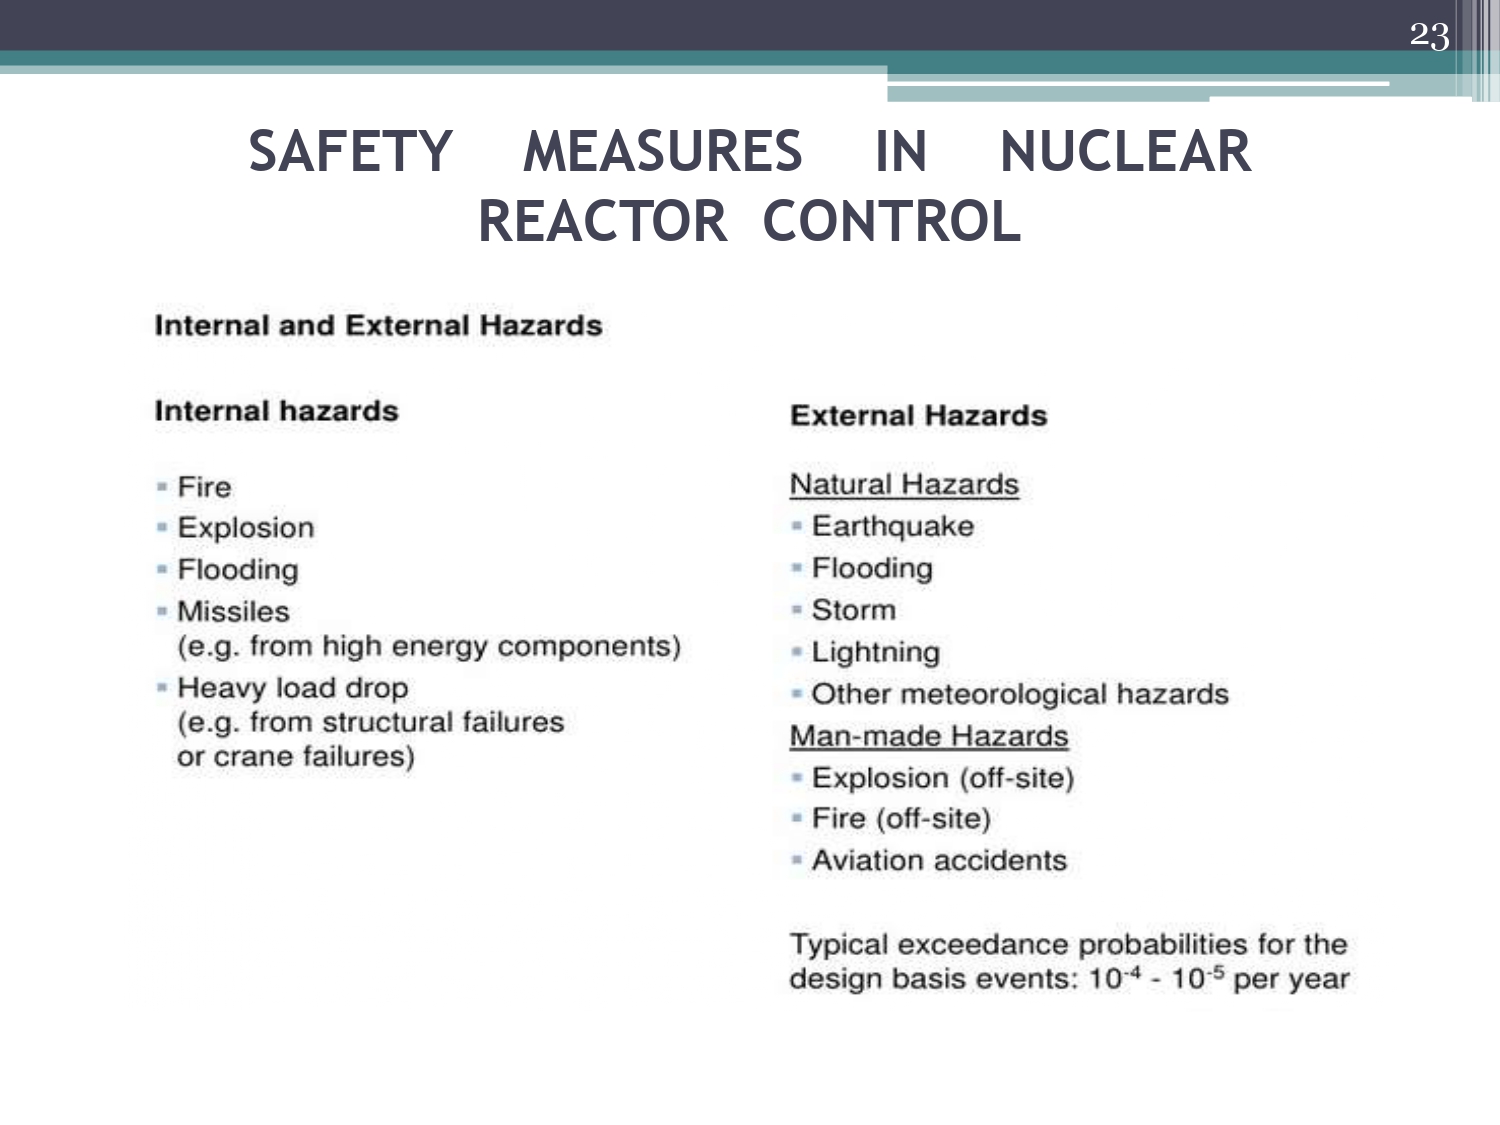 23
SAFETY MEASURES IN NUCLEAR
REACTOR CONTROL
Internal and External Hazards
Internal hazards
▪ Fire
▪ Explosion
▪ Flooding
▪ Missiles
(e.g. from high energy components)
▪ Heavy load drop
(e.g. from structural failures
or crane failures)
External Hazards
Natural Hazards
▪ Earthquake
▪ Flooding
▪ Storm
▪ Lightning
▪ Other meteorological hazards
Man-made Hazards
▪ Explosion (off-site)
▪ Fire (off-site)
▪ Aviation accidents
Typical exceedance probabilities for the
design basis events: 10⁻⁴ - 10⁻⁵ per year